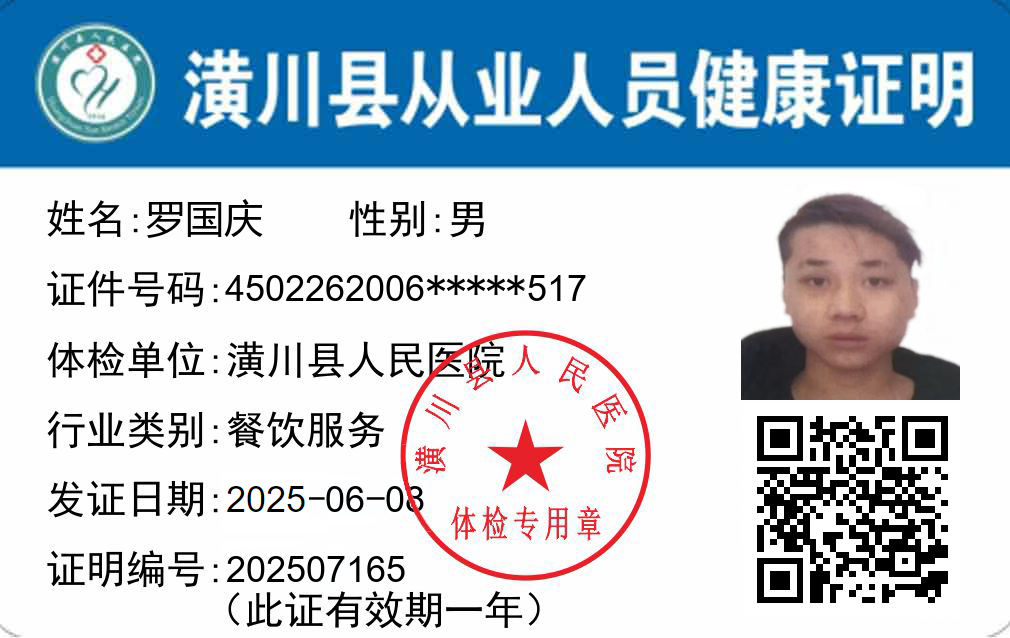 潢川县从业人员健康证明
姓名:罗国庆 性别:男
证件号码:4502262006*****517
体检单位:潢川县人民医院
行业类别:餐饮服务
发证日期:2025-06-08
证明编号:202507165
（此证有效期一年）
潢川县人民医院
体检专用章